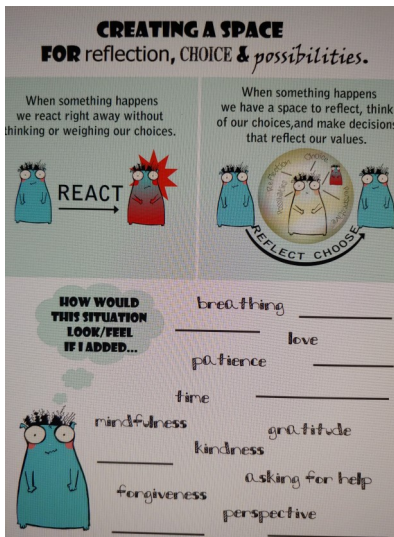 CREATING A SPACE
FOR reflection, CHOICE & possibilities.
When something happens
we react right away without
thinking or weighing our choices.
REACT
When something happens
we have a space to reflect, think
of our choices,and make decisions
that reflect our values.
REFLECT CHOOSE
HOW WOULD
THIS SITUATION
LOOK/FEEL
IF I ADDED...
breathing
love
patience
time
mindfulness
gratitude
kindness
asking for help
forgiveness
perspective